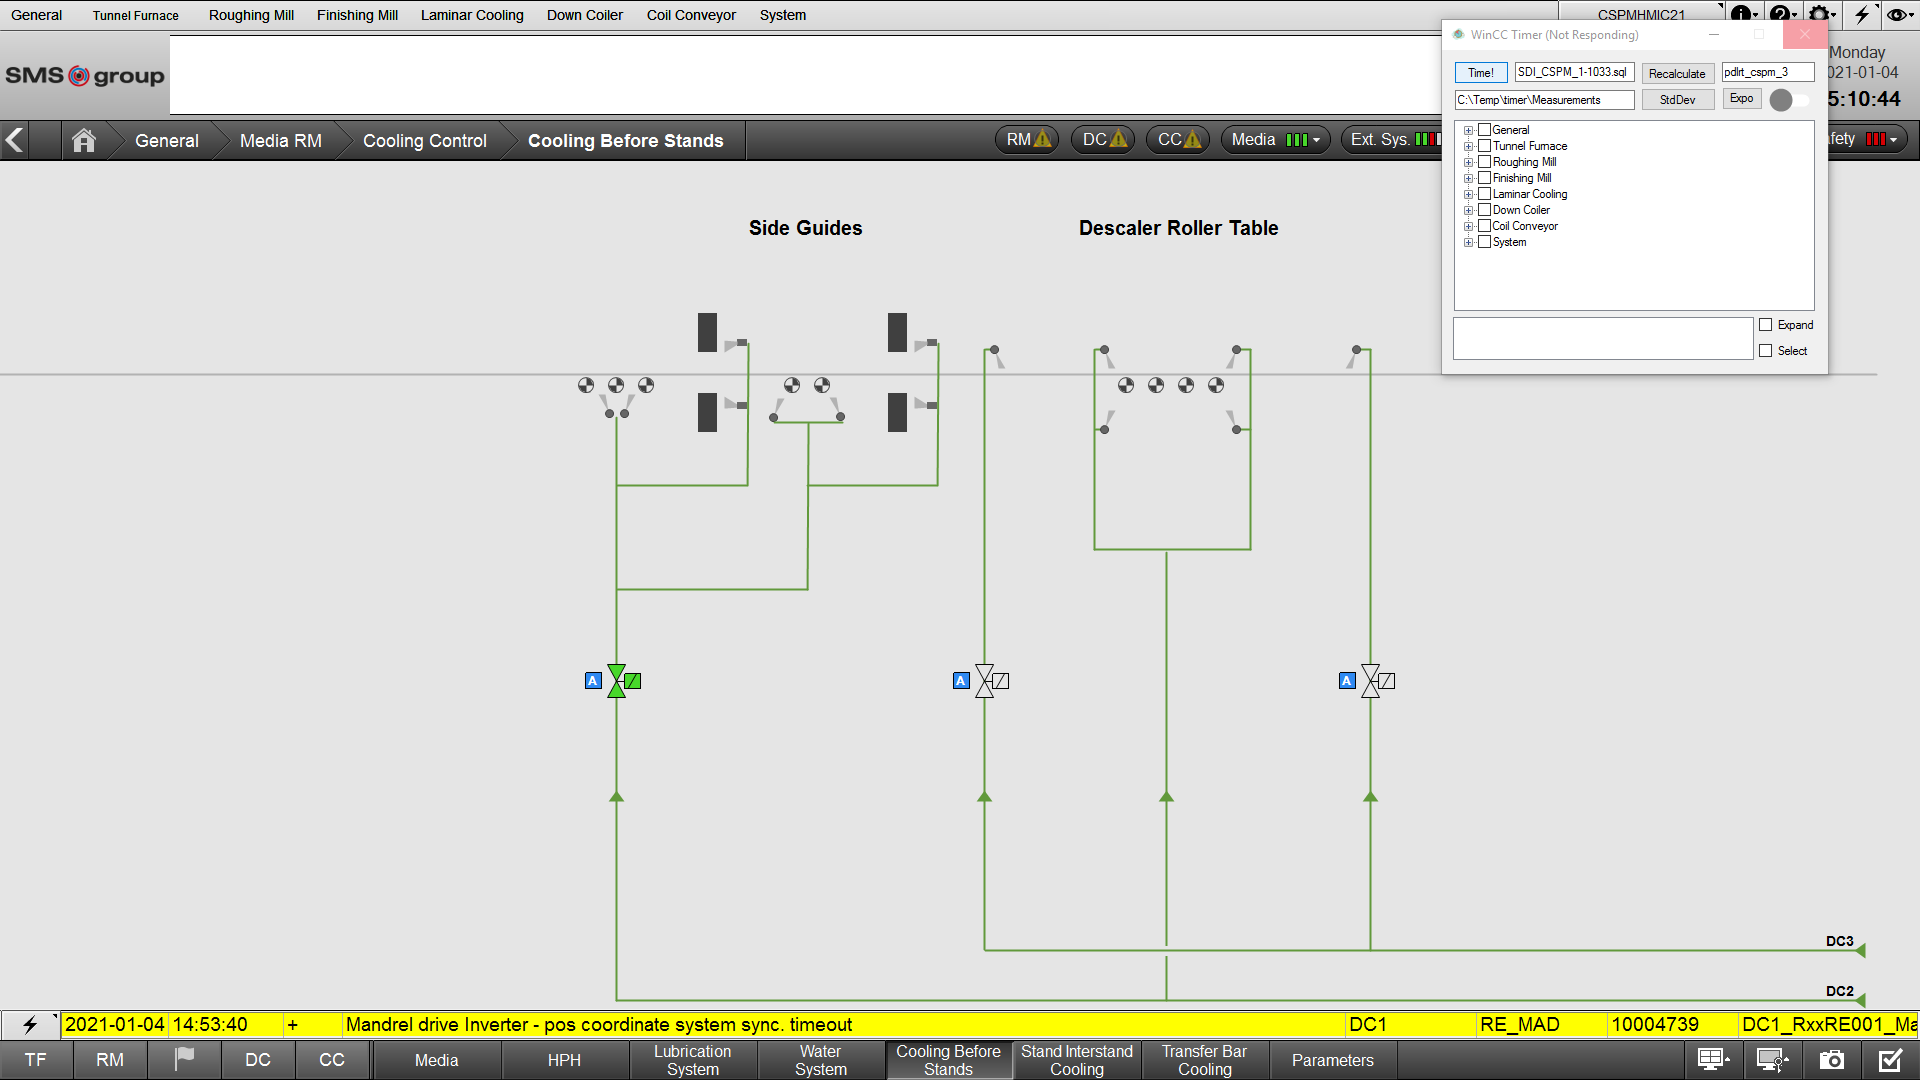 General Tunnel Furnace Roughing Mill Finishing Mill Laminar Cooling Down Coiler Coil Conveyor System CSPMHMIC21
WinCC Timer (Not Responding)
SMS group
Monday
021-01-04
5:10:44
Time! SDI_CSPM_1-1033.sql Recalculate pdlrt_cspm_3
C:\Temp\timer\Measurements StdDev Expo
General Media RM Cooling Control Cooling Before Stands RM DC CC Media Ext. Sys. fety
General
Tunnel Furnace
Roughing Mill
Finishing Mill
Laminar Cooling
Down Coiler
Coil Conveyor
System
Expand
Select
Side Guides Descaler Roller Table
A A A
DC3
DC2
2021-01-04 14:53:40 + Mandrel drive Inverter - pos coordinate system sync. timeout DC1 RE_MAD 10004739 DC1_RxxRE001_Ma
TF RM DC CC Media HPH Lubrication System Water System Cooling Before Stands Stand Interstand Cooling Transfer Bar Cooling Parameters